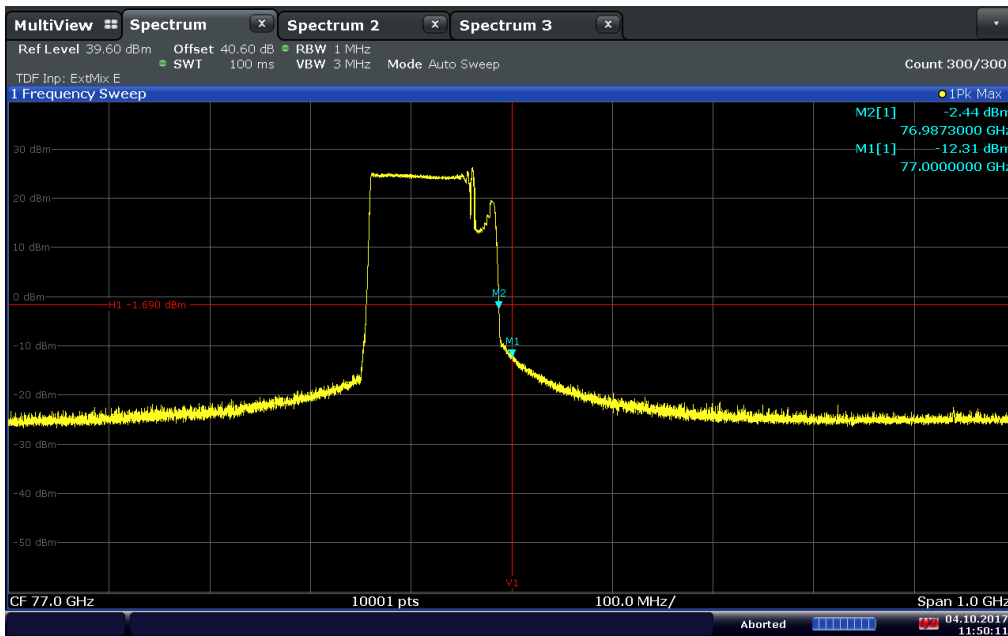 MultiView Spectrum x Spectrum 2 x Spectrum 3 x
Ref Level 39.60 dBm Offset 40.60 dB RBW 1 MHz
SWT 100 ms VBW 3 MHz Mode Auto Sweep Count 300/300
TDF Inp: ExtMix E
1 Frequency Sweep 1Pk Max
M2[1] -2.44 dBm
76.9873000 GHz
M1[1] -12.31 dBm
77.0000000 GHz
30 dBm
20 dBm
10 dBm
0 dBm
M2
H1 -1.690 dBm
-10 dBm
M1
-20 dBm
-30 dBm
-40 dBm
-50 dBm
V1
CF 77.0 GHz 10001 pts 100.0 MHz/ Span 1.0 GHz
Aborted 04.10.2017
11:50:11